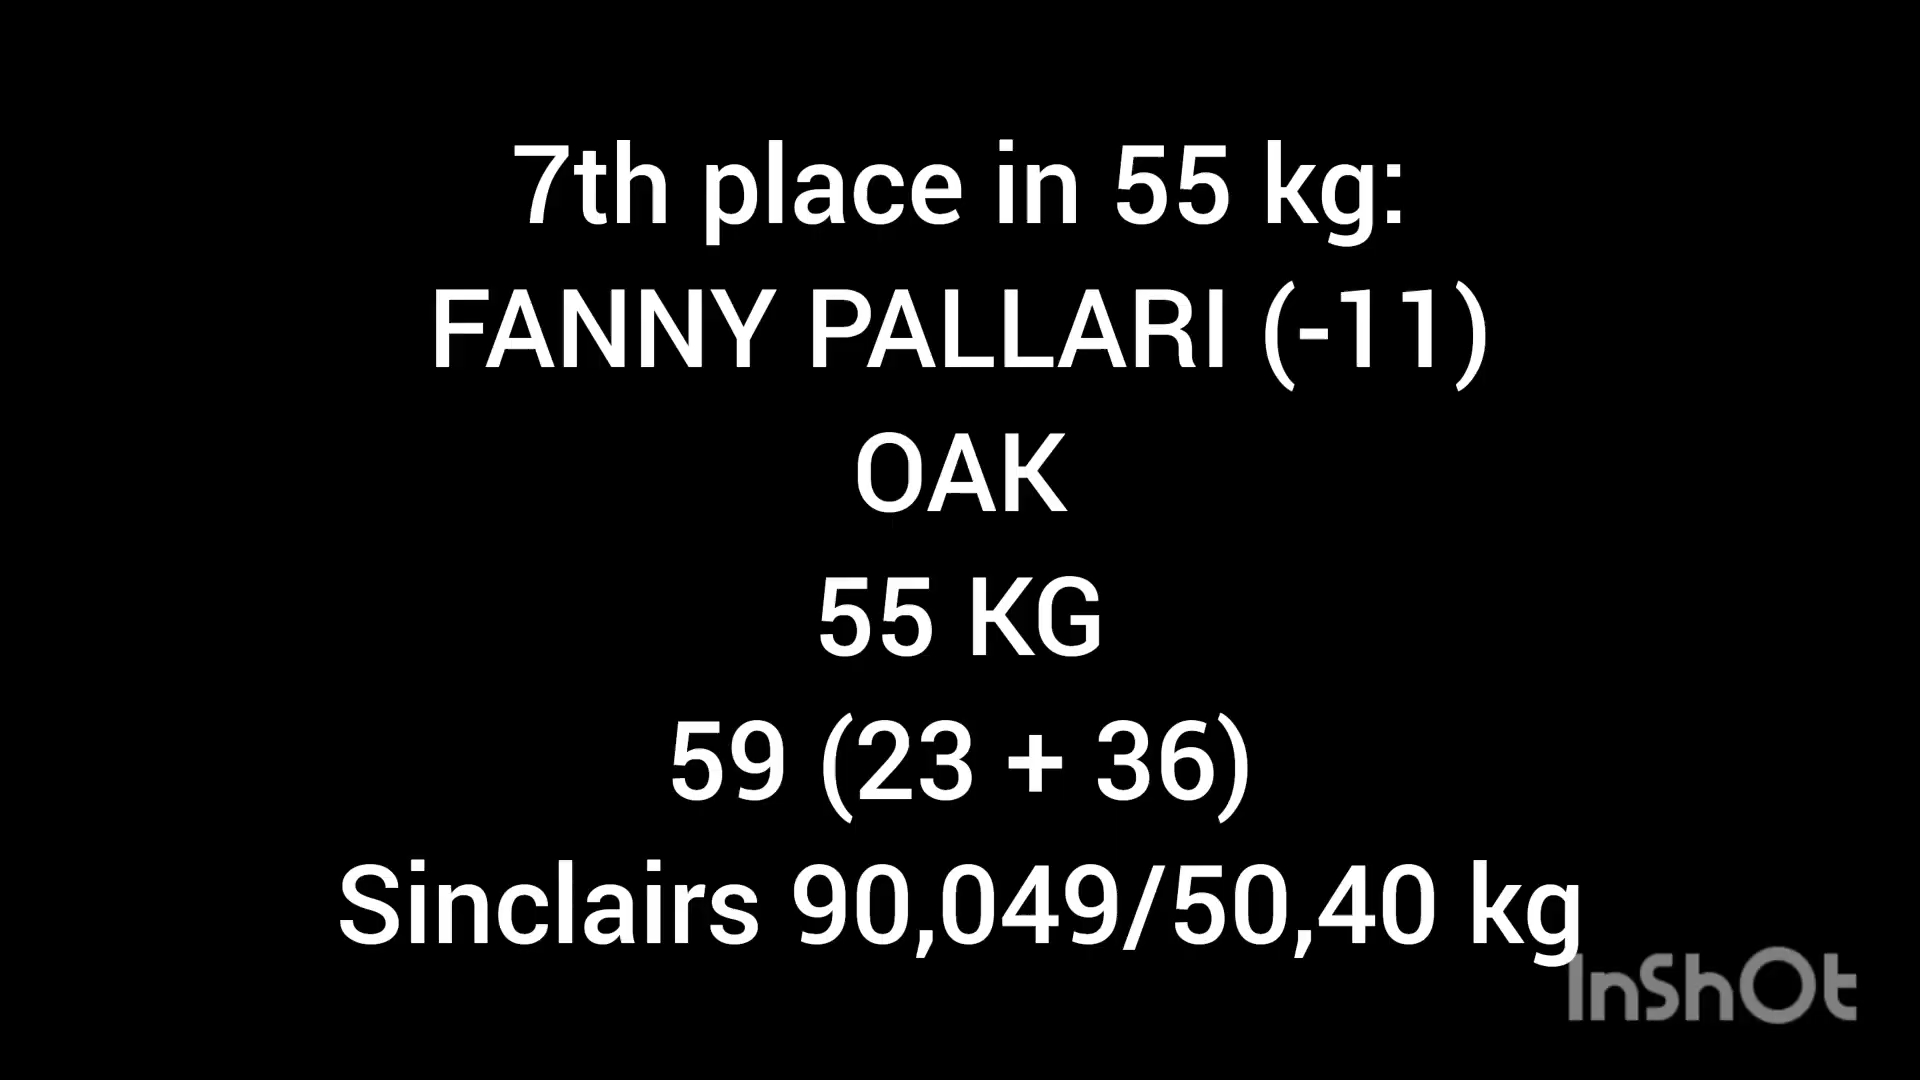 7th place in 55 kg:
FANNY PALLARI (-11)
OAK
55 KG
59 (23 + 36)
Sinclairs 90,049/50,40 kg
InShOt